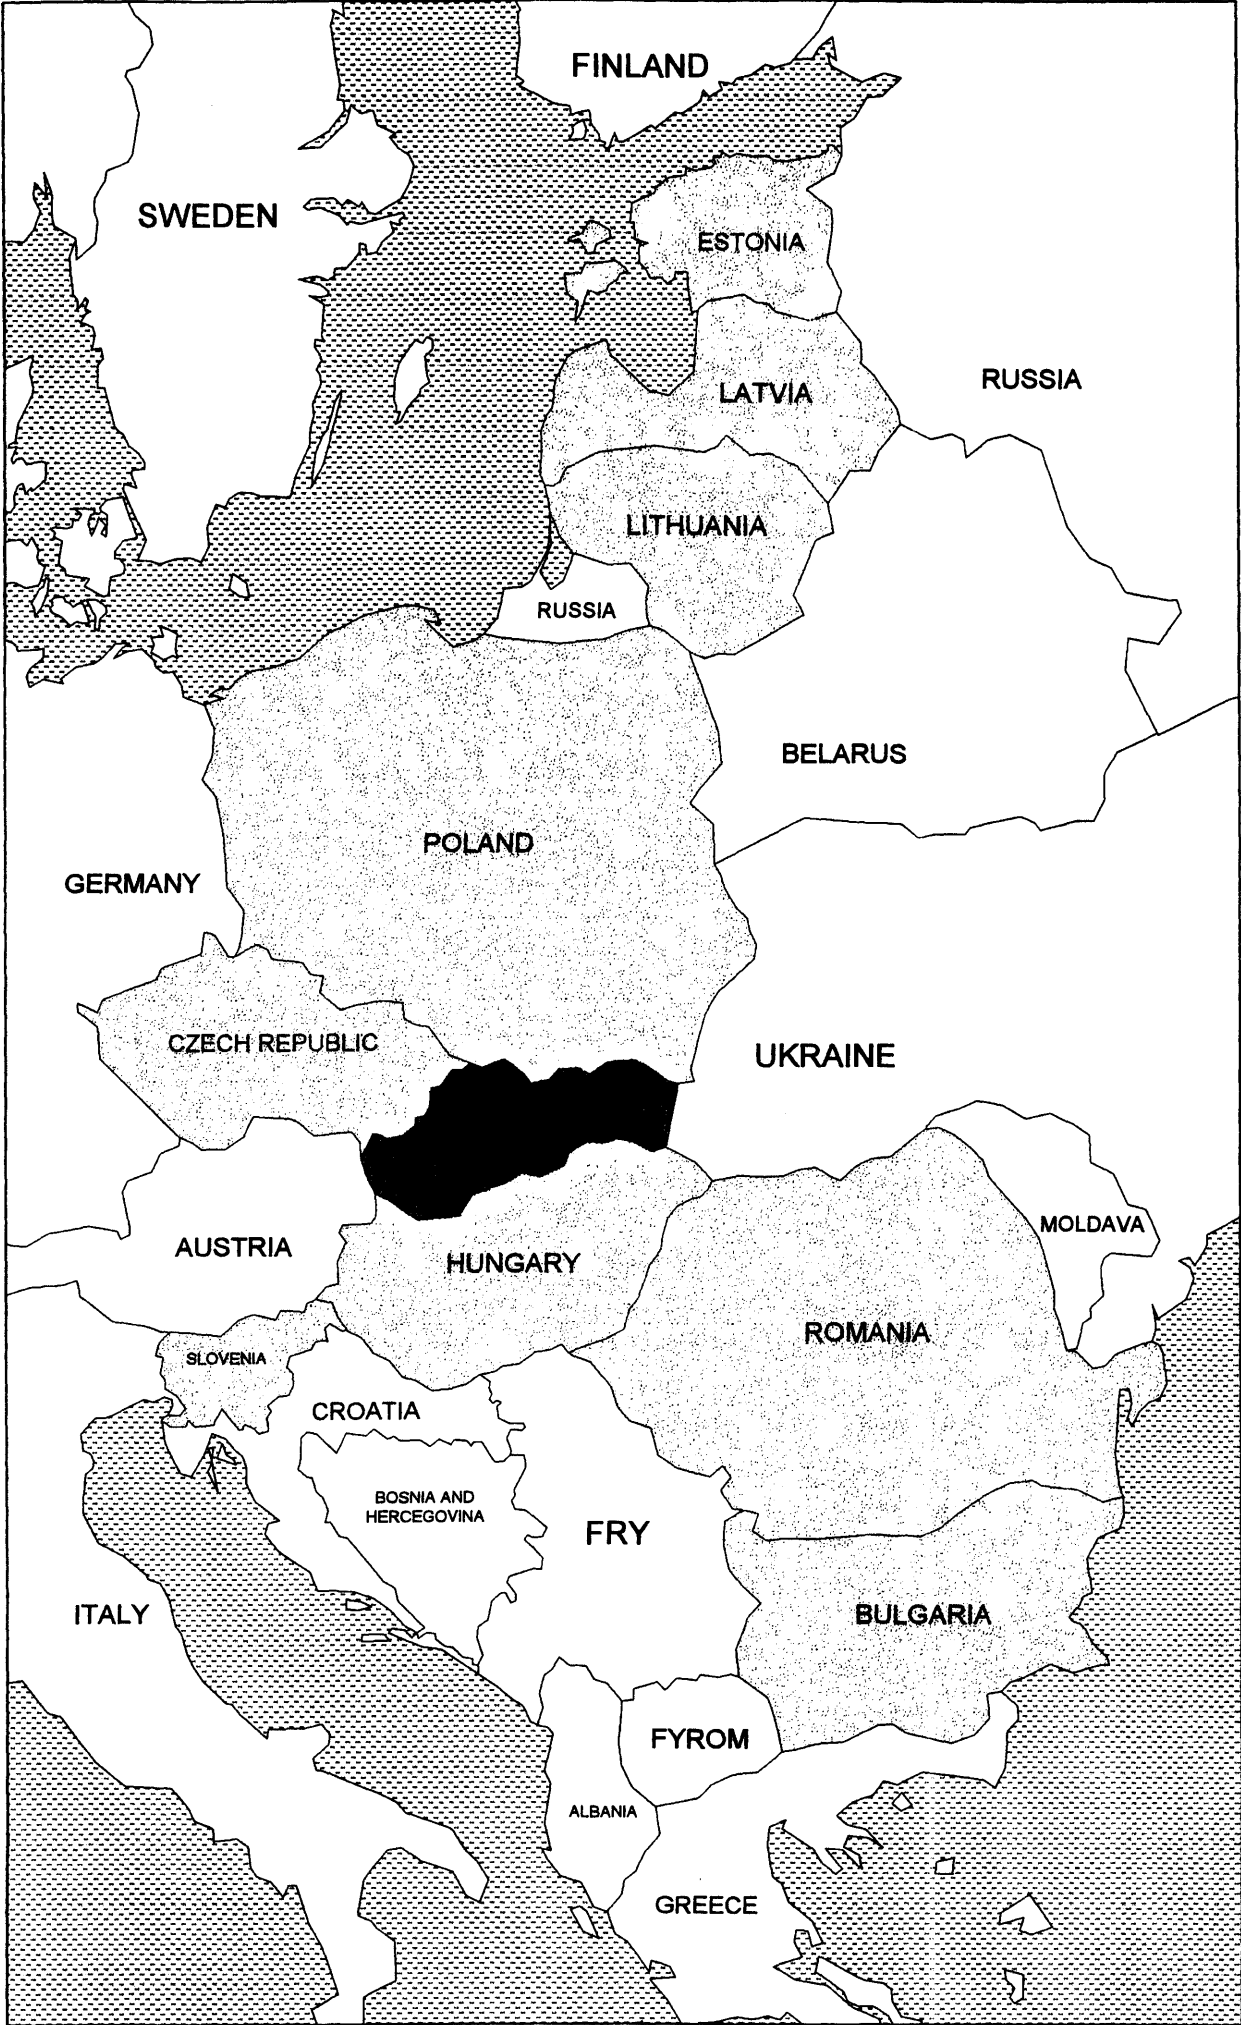 FINLAND
SWEDEN
ESTONIA
RUSSIA
LATVIA
LITHUANIA
RUSSIA
BELARUS
POLAND
GERMANY
CZECH REPUBLIC
UKRAINE
MOLDAVA
AUSTRIA
HUNGARY
ROMANIA
SLOVENIA
CROATIA
BOSNIA AND
HERCEGOVINA
FRY
ITALY
BULGARIA
FYROM
ALBANIA
GREECE